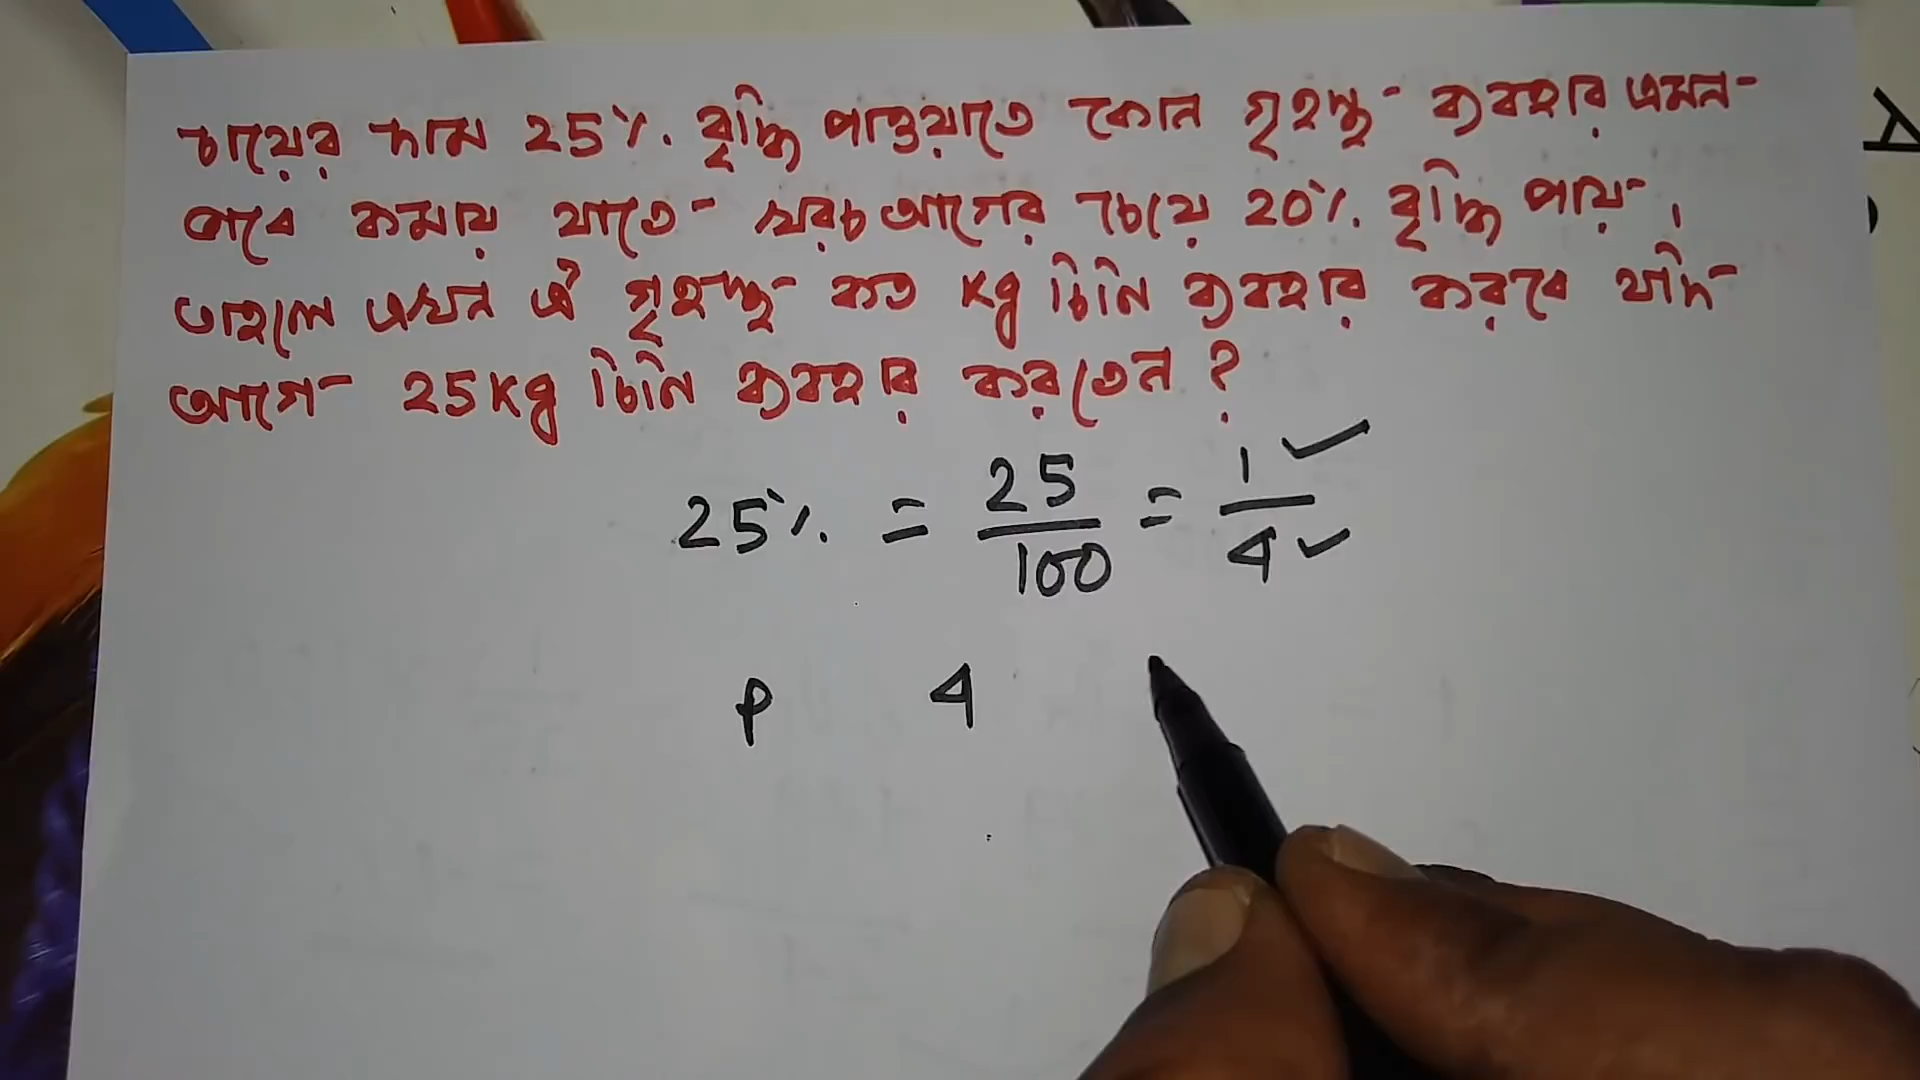 চায়ের দাম 25%. বৃদ্ধি পাওয়াতে কোন গৃহস্থ ব্যবহার এমন
ভাবে কমায় যাতে খরচ আগের চেয়ে 20%. বৃদ্ধি পায়,
তাহলে এখন ঐ গৃহস্থ কত kg চিনি ব্যবহার করবে যদি
আগে 25kg চিনি ব্যবহার করতেন ?
25%. = 25/100 = 1/4
P 4